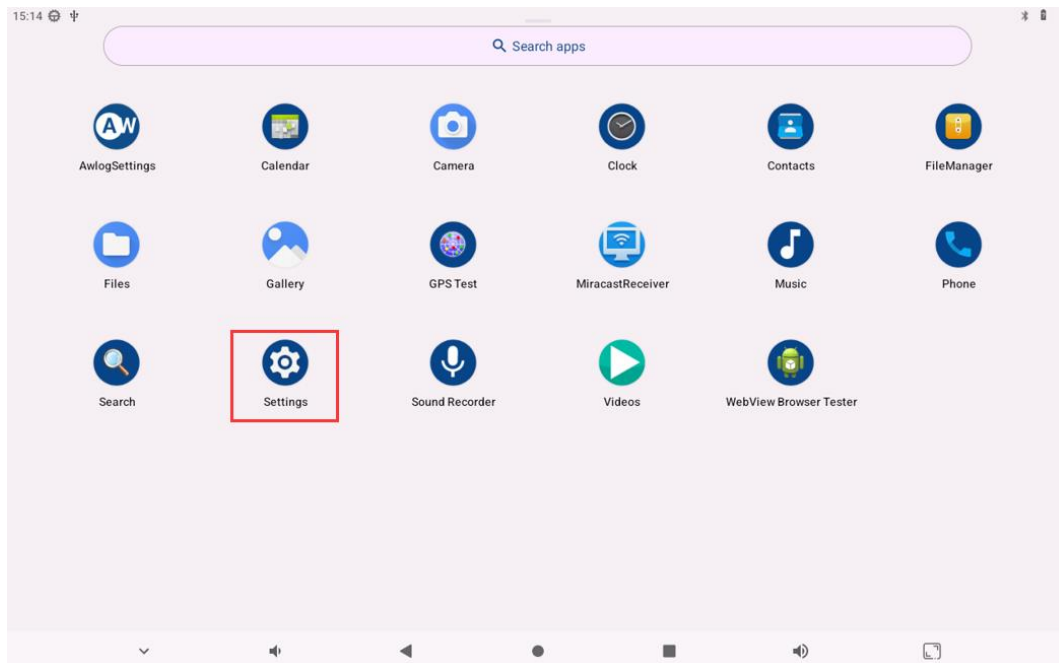 15:14
Search apps
AW
AwlogSettings
Calendar
Camera
Clock
Contacts
FileManager
Files
Gallery
GPS Test
MiracastReceiver
Music
Phone
Search
Settings
Sound Recorder
Videos
WebView Browser Tester